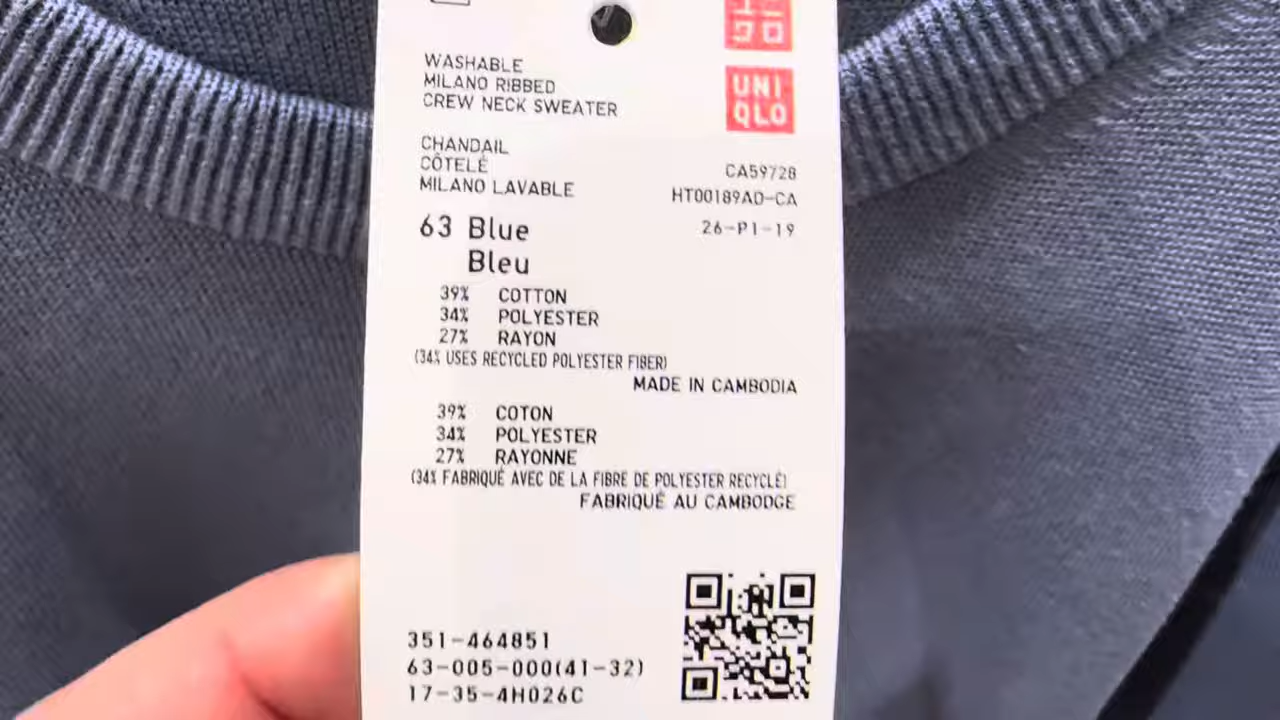 WASHABLE
MILANO RIBBED
CREW NECK SWEATER
UNI
QLO
CHANDAIL
CÔTELÉ
MILANO LAVABLE
CA59728
HT00189AD-CA
63 Blue
Bleu
26-P1-19
39% COTTON
34% POLYESTER
27% RAYON
(34% USES RECYCLED POLYESTER FIBER)
MADE IN CAMBODIA
39% COTON
34% POLYESTER
27% RAYONNE
(34% FABRIQUÉ AVEC DE LA FIBRE DE POLYESTER RECYCLÉ)
FABRIQUÉ AU CAMBODGE
351-464851
63-005-000(41-32)
17-35-4H026C